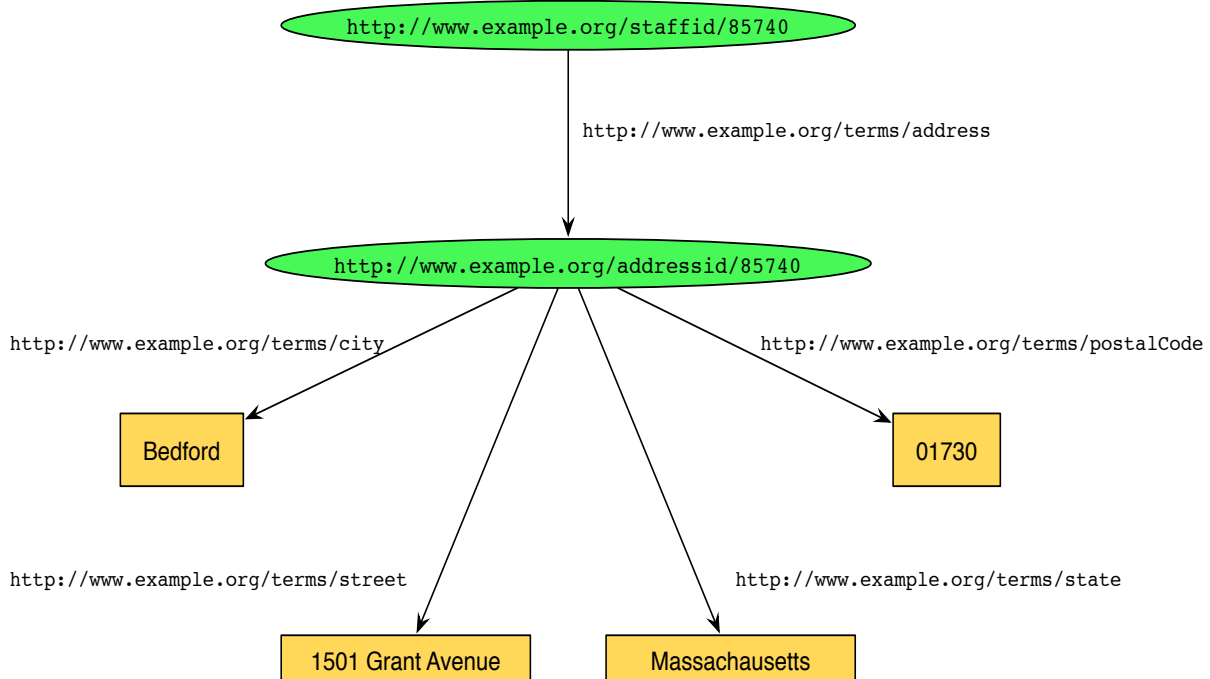 http://www.example.org/staffid/85740
http://www.example.org/terms/address
http://www.example.org/addressid/85740
http://www.example.org/terms/city
http://www.example.org/terms/postalCode
Bedford
01730
http://www.example.org/terms/street
http://www.example.org/terms/state
1501 Grant Avenue
Massachausetts